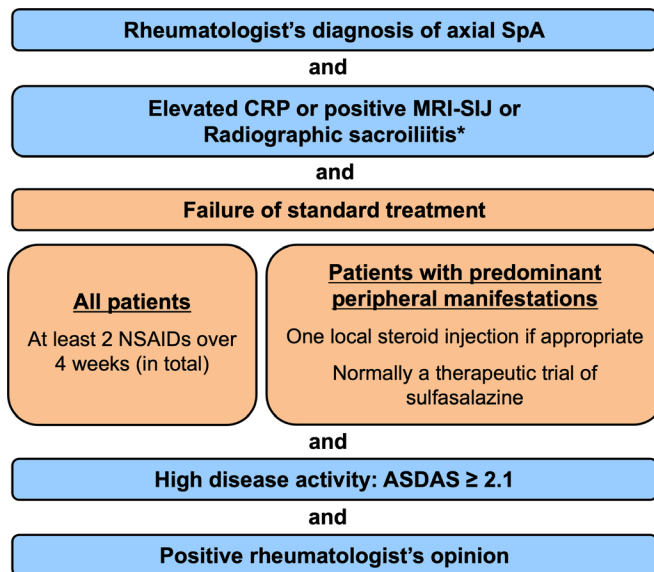 Rheumatologist's diagnosis of axial SpA
and
Elevated CRP or positive MRI-SIJ or
Radiographic sacroiliitis*
and
Failure of standard treatment
All patients
At least 2 NSAIDs over
4 weeks (in total)
Patients with predominant
peripheral manifestations
One local steroid injection if appropriate
Normally a therapeutic trial of
sulfasalazine
and
High disease activity: ASDAS ≥ 2.1
and
Positive rheumatologist's opinion